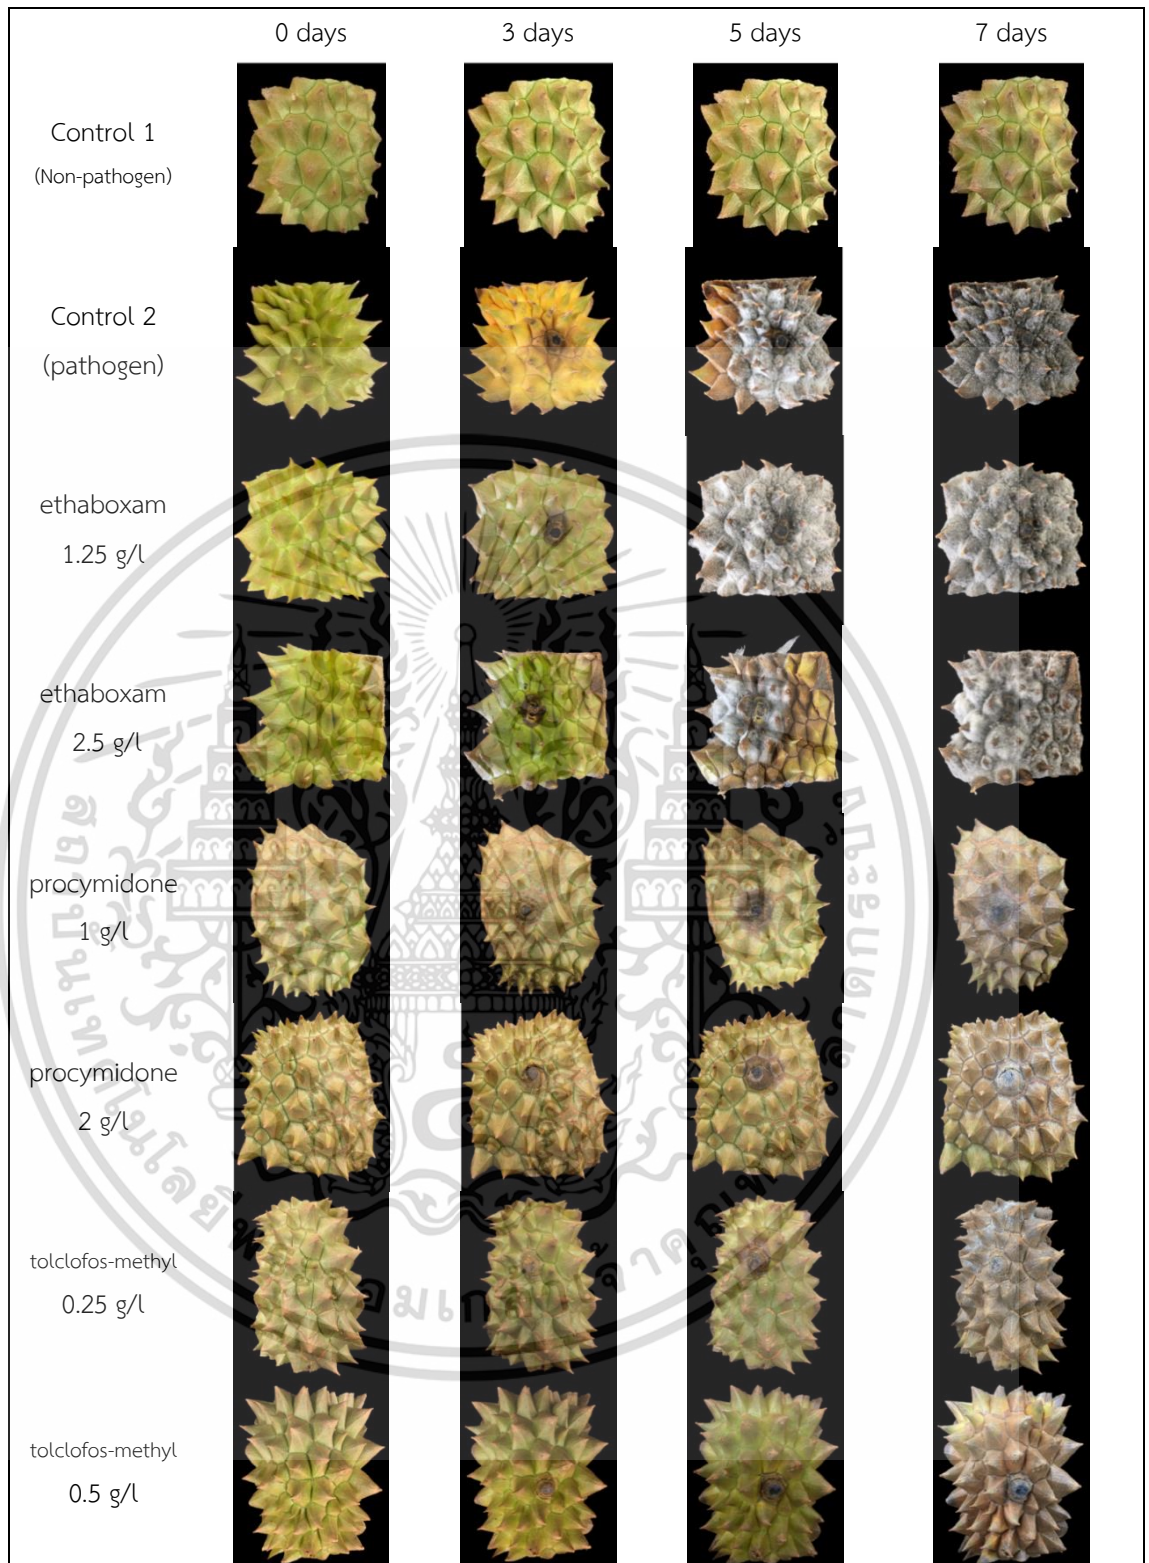 0 days 3 days 5 days 7 days
Control 1
(Non-pathogen)
Control 2
(pathogen)
ethaboxam
1.25 g/l
ethaboxam
2.5 g/l
procymidone
1 g/l
procymidone
2 g/l
tolclofos-methyl
0.25 g/l
tolclofos-methyl
0.5 g/l